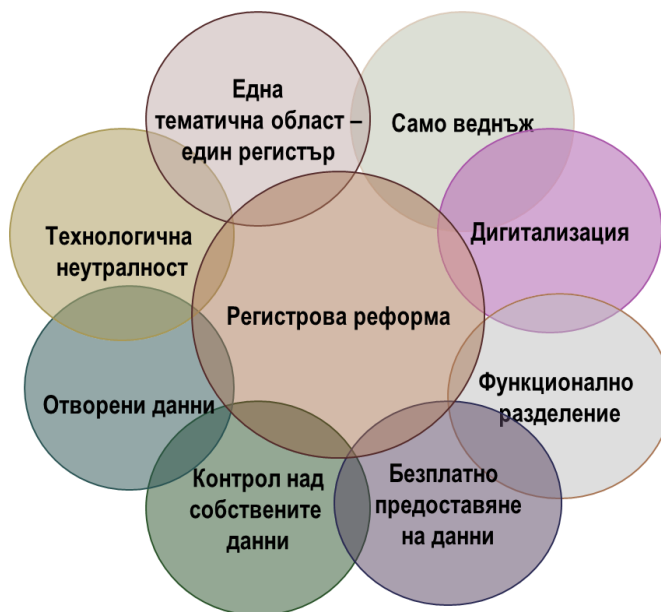 Една
тематична област –
един регистър
Само веднъж
Технологична
неутралност
Дигитализация
Регистрова реформа
Отворени данни
Функционално
разделение
Контрол над
собствените
данни
Безплатно
предоставяне
на данни